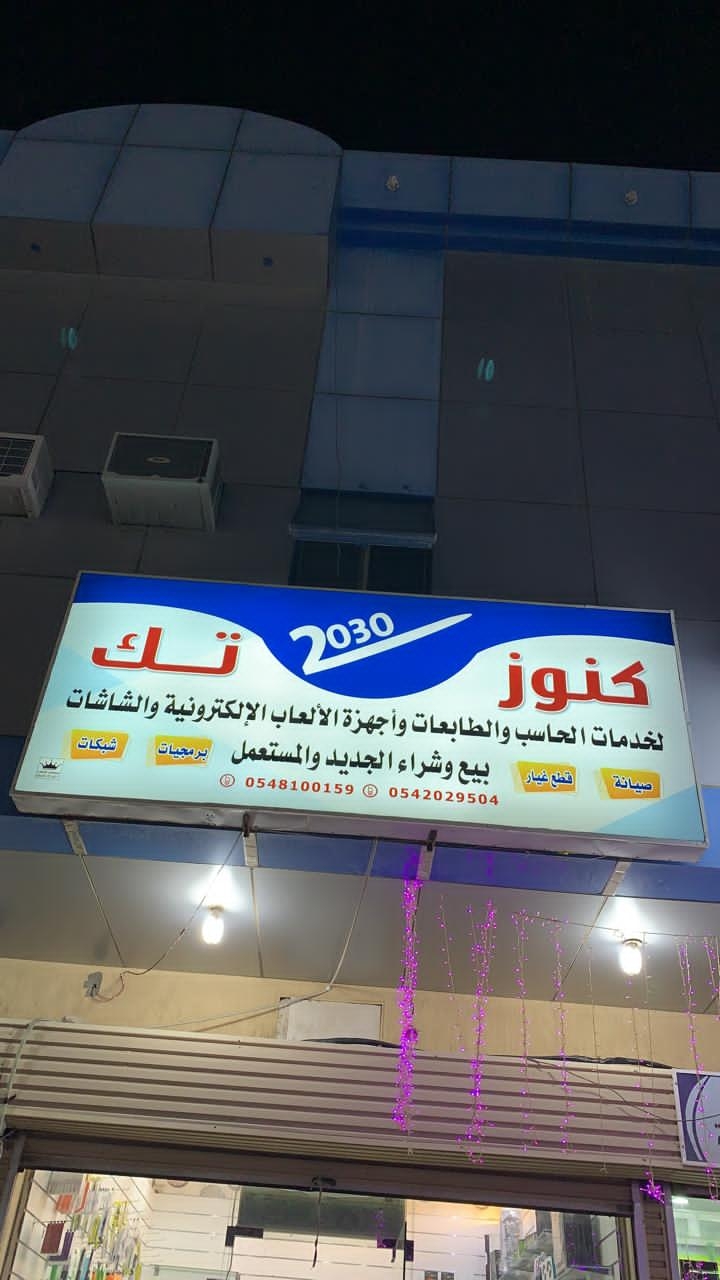 كنوز 2030 تك
لخدمات الحاسب والطابعات وأجهزة الألعاب الإلكترونية والشاشات
بيع وشراء الجديد والمستعمل
صيانة
قطع غيار
برمجيات
شبكات
0548100159 0542029504